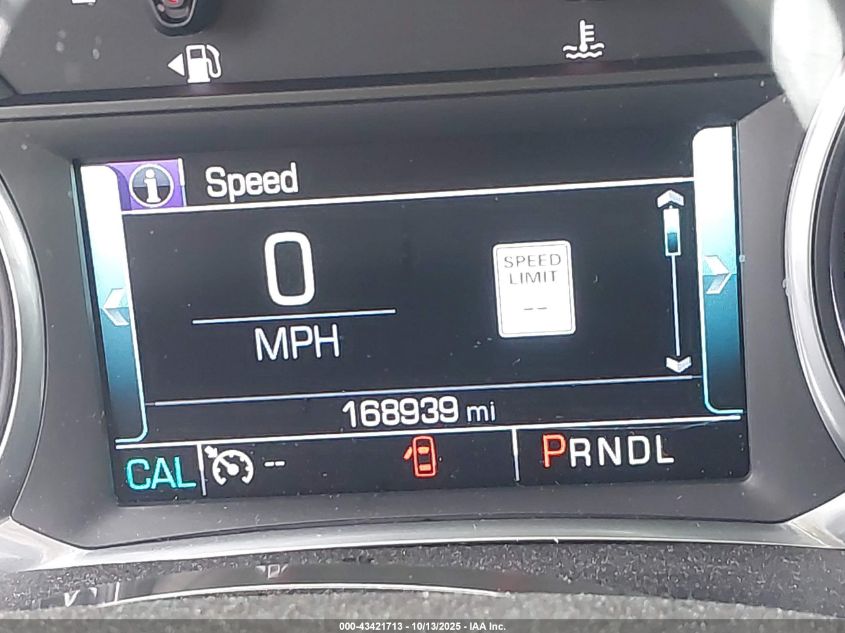 Speed
0
MPH
SPEED
LIMIT
--
168939 mi
CAL
--
PRNDL
000-43421713 - 10/13/2025 - IAA Inc.